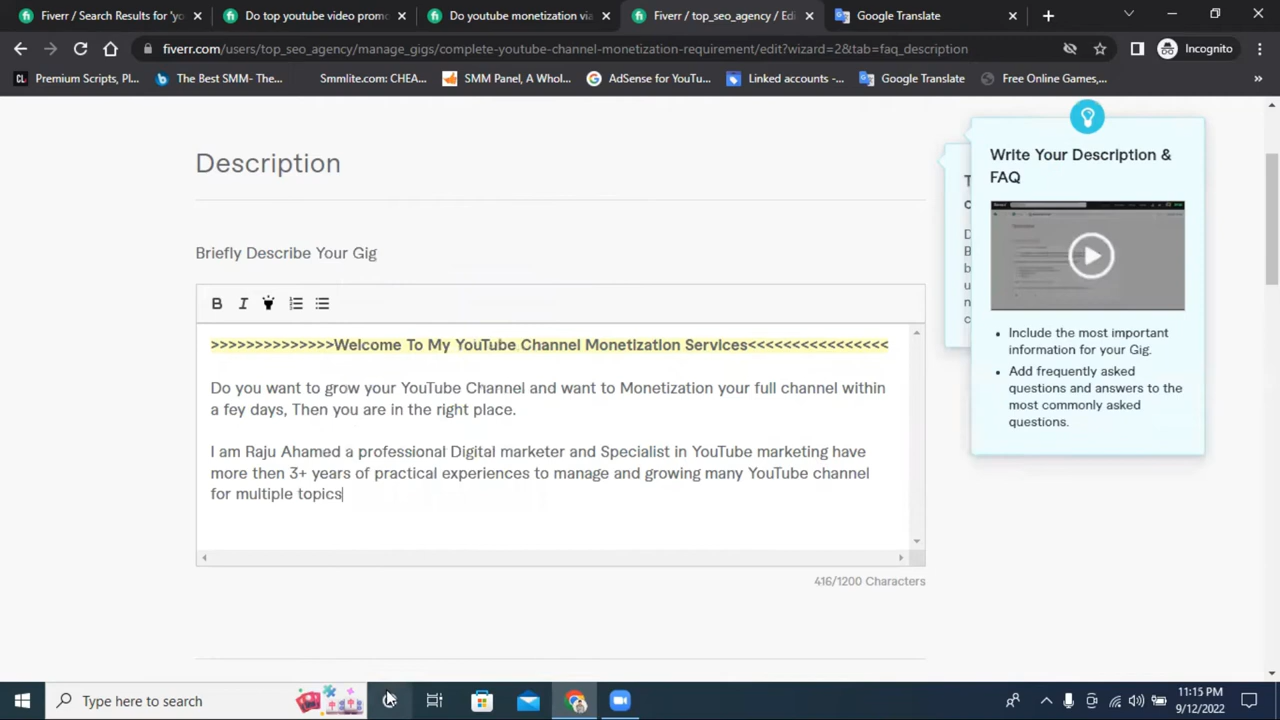 Fiverr / Search Results for 'yo
Do top youtube video promo
Do youtube monetization via
Fiverr / top_seo_agency / Edi
Google Translate
fiverr.com/users/top_seo_agency/manage_gigs/complete-youtube-channel-monetization-requirement/edit?wizard=2&tab=faq_description
Incognito
Premium Scripts, Pl...
The Best SMM- The...
Smmlite.com: CHEA...
SMM Panel, A Whol...
AdSense for YouTu...
Linked accounts -...
Google Translate
Free Online Games,...
Description
Briefly Describe Your Gig
B I
>>>>>>>>>>>>>>Welcome To My YouTube Channel Monetization Services<<<<<<<<<<<<<<<<
Do you want to grow your YouTube Channel and want to Monetization your full channel within
a fey days, Then you are in the right place.
I am Raju Ahamed a professional Digital marketer and Specialist in YouTube marketing have
more then 3+ years of practical experiences to manage and growing many YouTube channel
for multiple topics
416/1200 Characters
Write Your Description &
FAQ
Include the most important
information for your Gig.
Add frequently asked
questions and answers to the
most commonly asked
questions.
Type here to search
11:15 PM
9/12/2022